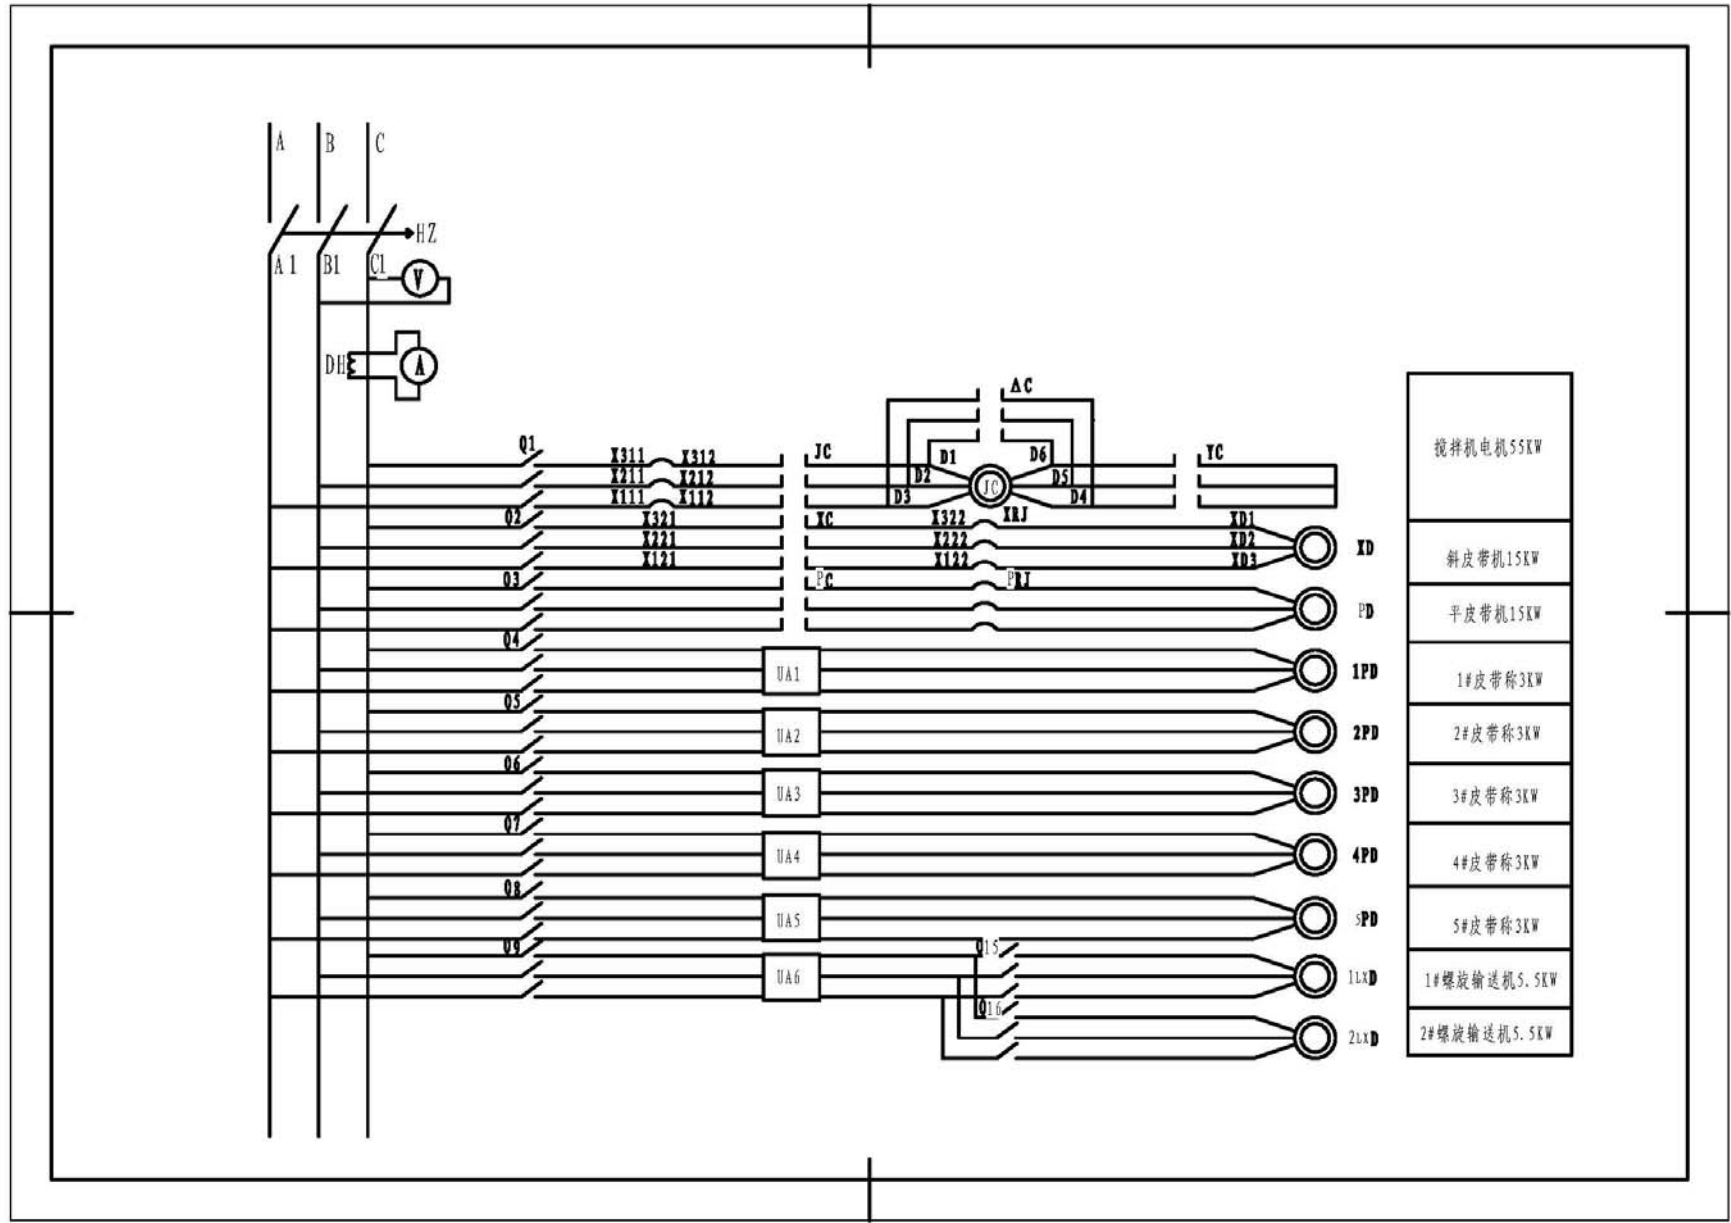 A B C
HZ
A1 B1 C1
V
DH A
ΔC
Q1 X311 X312 JC D1 D6 YC
X211 X212 D2 D5
X111 X112 D3 JC D4
搅拌机电机55KW
Q2 X321 XC X322 XRJ XD1
X221 X222 XD2 XD
X121 X122 XD3
斜皮带机15KW
Q3 PC PRJ
PD 平皮带机15KW
Q4
UA1 1PD 1#皮带称3KW
Q5
UA2 2PD 2#皮带称3KW
Q6
UA3 3PD 3#皮带称3KW
Q7
UA4 4PD 4#皮带称3KW
Q8
UA5 5PD 5#皮带称3KW
Q9 Q15
UA6 1LXD 1#螺旋输送机5.5KW
Q16
2LXD 2#螺旋输送机5.5KW